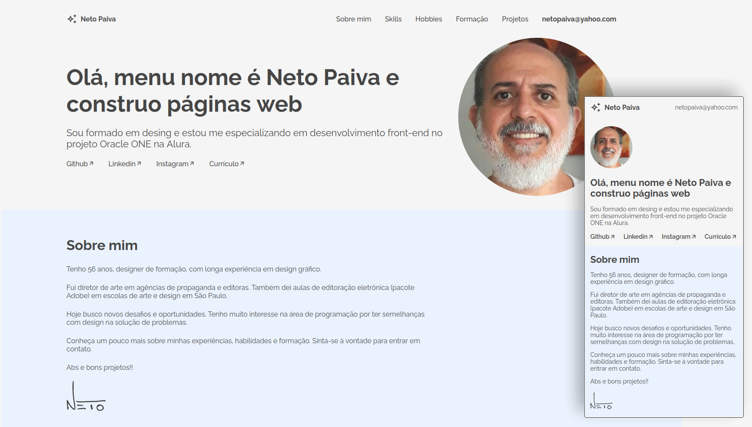 Neto Paiva
Sobre mim Skills Hobbies Formação Projetos netopaiva@yahoo.com
Olá, menu nome é Neto Paiva e
construo páginas web
Sou formado em desing e estou me especializando em desenvolvimento front-end no
projeto Oracle ONE na Alura.
Github Linkedin Instagram Curriculo
Sobre mim
Tenho 56 anos, designer de formação, com longa experiência em design gráfico.
Fui diretor de arte em agências de propaganda e editoras. Também dei aulas de editoração eletrônica (pacote
Adobe) em escolas de arte e design em São Paulo.
Hoje busco novos desafios e oportunidades. Tenho muito interesse na área de programação por ter semelhanças
com design na solução de problemas.
Conheça um pouco mais sobre minhas experiências, habilidades e formação. Sinta-se à vontade para entrar em
contato.
Abs e bons projetos!!
NETO
Neto Paiva netopaiva@yahoo.com
Olá, menu nome é Neto Paiva e
construo páginas web
Sou formado em desing e estou me especializando
em desenvolvimento front-end no projeto Oracle
ONE na Alura.
Github Linkedin Instagram Curriculo
Sobre mim
Tenho 56 anos, designer de formação, com longa
experiência em design gráfico.
Fui diretor de arte em agências de propaganda e
editoras. Também dei aulas de editoração eletrônica
(pacote Adobe) em escolas de arte e design em São
Paulo.
Hoje busco novos desafios e oportunidades. Tenho
muito interesse na área de programação por ter
semelhanças com design na solução de problemas.
Conheça um pouco mais sobre minhas experiências,
habilidades e formação. Sinta-se à vontade para
entrar em contato.
Abs e bons projetos!!
NETO